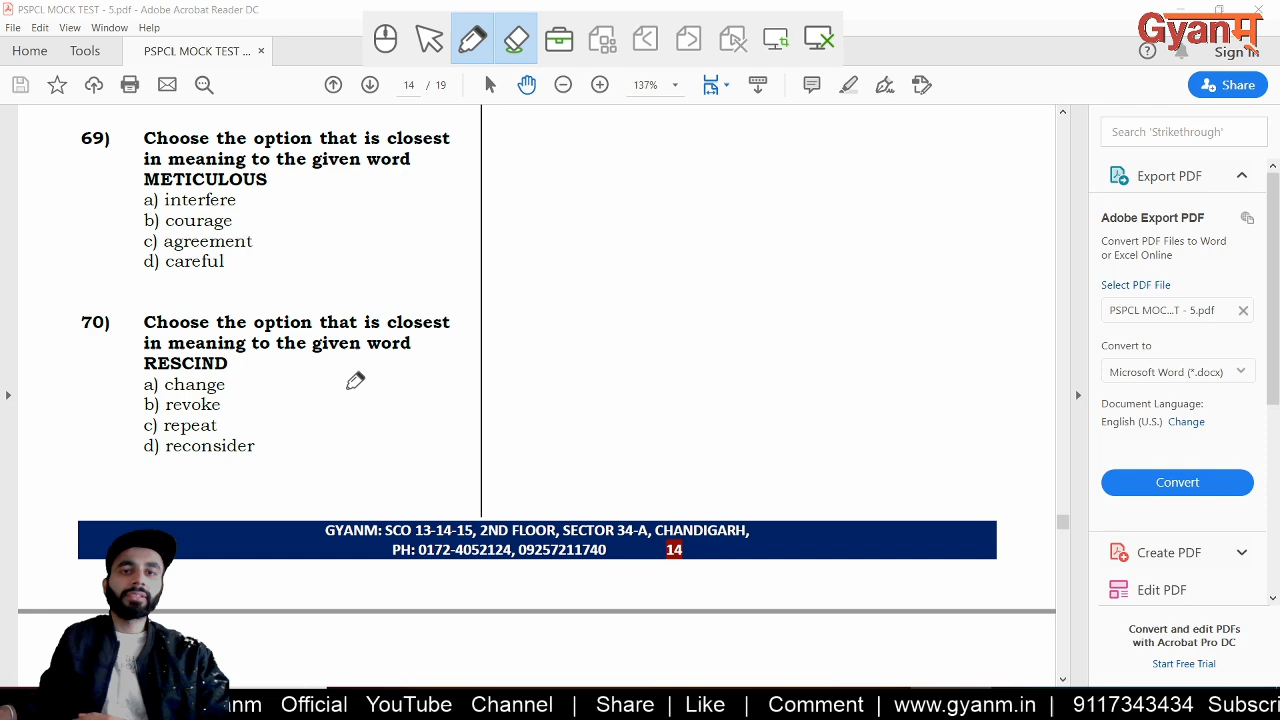 PSPCL MOCK TEST - 5.pdf - Adobe Acrobat Reader DC
File Edit View Window Help
Gyanम्
Home Tools PSPCL MOCK TEST ... ×
Sign In
14 / 19
137%
Share
69) Choose the option that is closest
in meaning to the given word
METICULOUS
a) interfere
b) courage
c) agreement
d) careful
70) Choose the option that is closest
in meaning to the given word
RESCIND
a) change
b) revoke
c) repeat
d) reconsider
GYANM: SCO 13-14-15, 2ND FLOOR, SECTOR 34-A, CHANDIGARH,
PH: 0172-4052124, 09257211740 14
Search 'Strikethrough'
Export PDF
Adobe Export PDF
Convert PDF Files to Word
or Excel Online
Select PDF File
PSPCL MOC...T - 5.pdf
Convert to
Microsoft Word (*.docx)
Document Language:
English (U.S.) Change
Convert
Create PDF
Edit PDF
Convert and edit PDFs
with Acrobat Pro DC
Start Free Trial
nm Official YouTube Channel | Share | Like | Comment | www.gyanm.in | 9117343434 Subscri